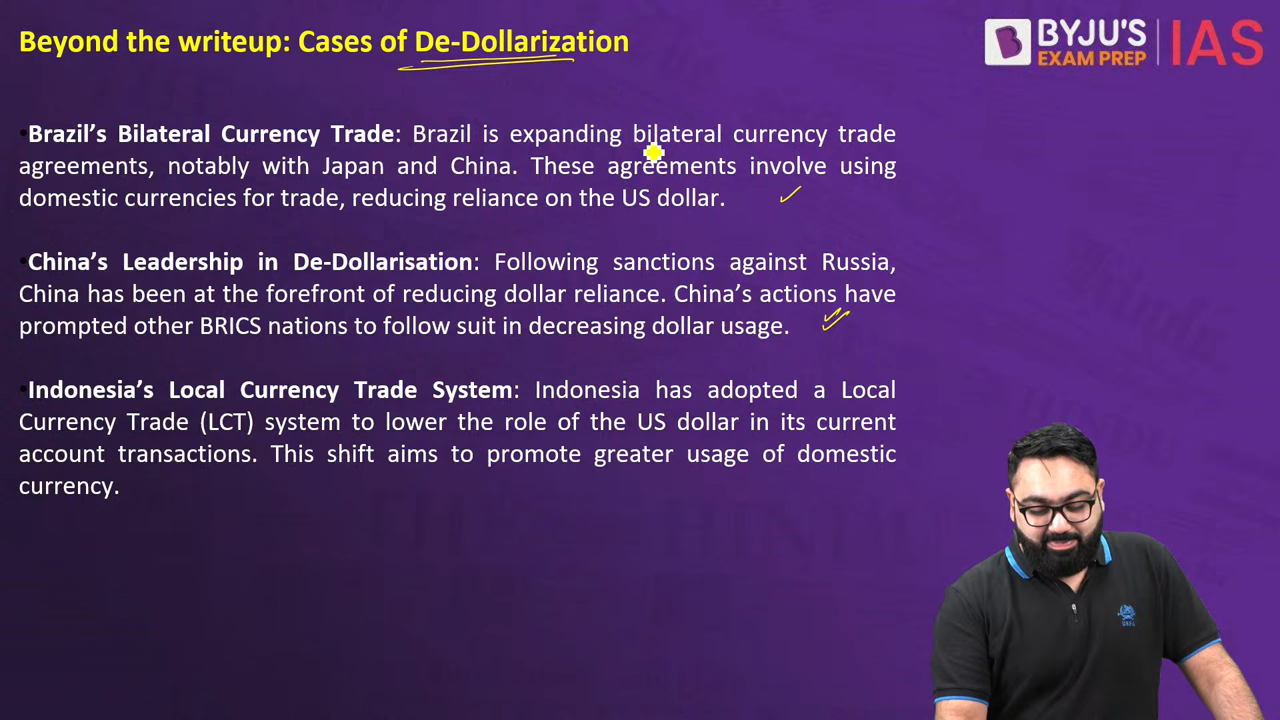 Beyond the writeup: Cases of De-Dollarization
BYJU'S
EXAM PREP
IAS
•Brazil's Bilateral Currency Trade: Brazil is expanding bilateral currency trade
agreements, notably with Japan and China. These agreements involve using
domestic currencies for trade, reducing reliance on the US dollar.
•China's Leadership in De-Dollarisation: Following sanctions against Russia,
China has been at the forefront of reducing dollar reliance. China's actions have
prompted other BRICS nations to follow suit in decreasing dollar usage.
•Indonesia's Local Currency Trade System: Indonesia has adopted a Local
Currency Trade (LCT) system to lower the role of the US dollar in its current
account transactions. This shift aims to promote greater usage of domestic
currency.